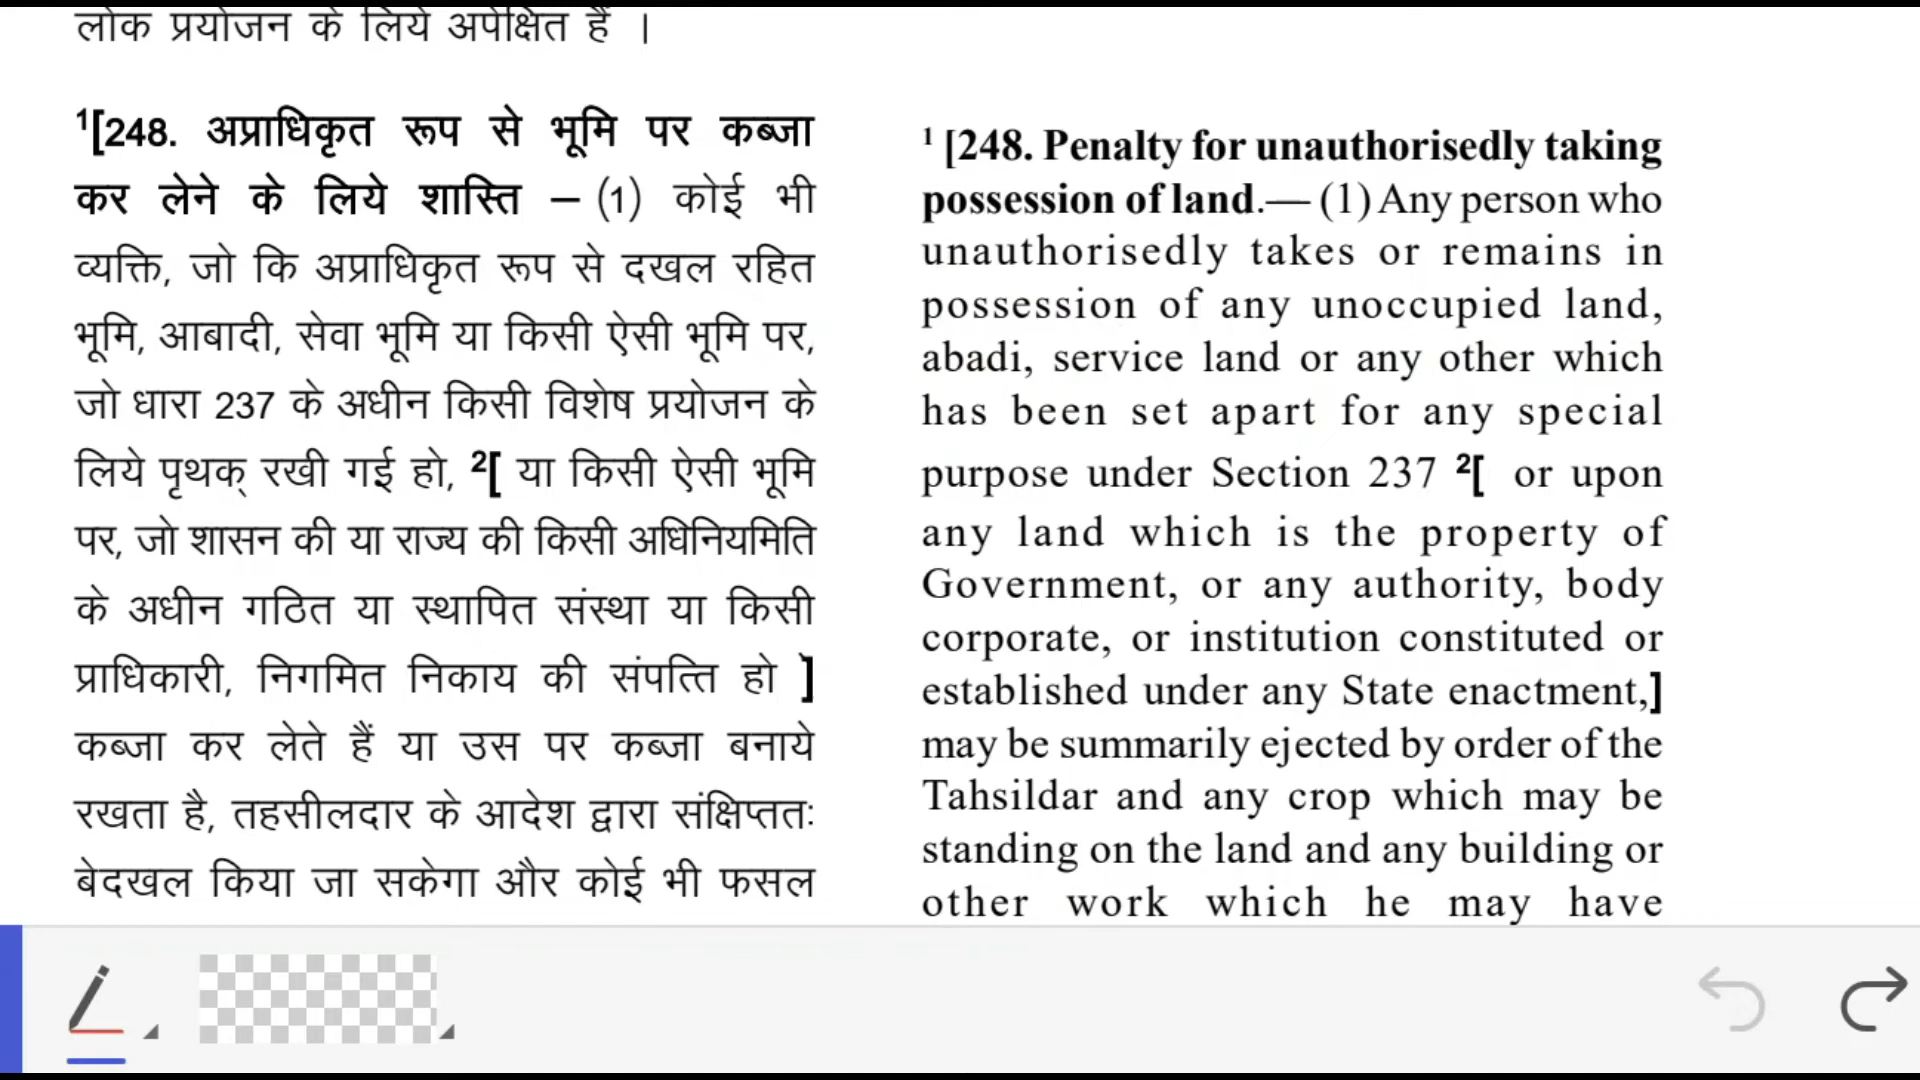 लोक प्रयोजन के लिये अपेक्षित हैं ।
¹[248. अप्राधिकृत रूप से भूमि पर कब्जा
कर लेने के लिये शास्ति – (1) कोई भी
व्यक्ति, जो कि अप्राधिकृत रूप से दखल रहित
भूमि, आबादी, सेवा भूमि या किसी ऐसी भूमि पर,
जो धारा 237 के अधीन किसी विशेष प्रयोजन के
लिये पृथक् रखी गई हो, ²[ या किसी ऐसी भूमि
पर, जो शासन की या राज्य की किसी अधिनियमिति
के अधीन गठित या स्थापित संस्था या किसी
प्राधिकारी, निगमित निकाय की संपत्ति हो ]
कब्जा कर लेते हैं या उस पर कब्जा बनाये
रखता है, तहसीलदार के आदेश द्वारा संक्षिप्ततः
बेदखल किया जा सकेगा और कोई भी फसल
¹ [248. Penalty for unauthorisedly taking
possession of land.— (1) Any person who
unauthorisedly takes or remains in
possession of any unoccupied land,
abadi, service land or any other which
has been set apart for any special
purpose under Section 237 ²[ or upon
any land which is the property of
Government, or any authority, body
corporate, or institution constituted or
established under any State enactment,]
may be summarily ejected by order of the
Tahsildar and any crop which may be
standing on the land and any building or
other work which he may have